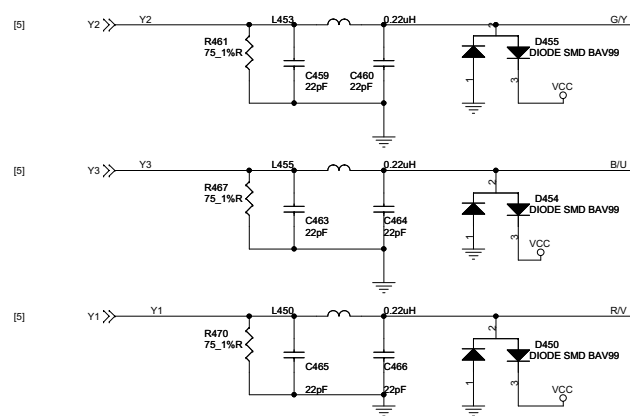 [5] Y2 Y2 L453 0.22uH G/Y
R461
75_1%R
C459
22pF
C460
22pF
2
D455
DIODE SMD BAV99
1
3
VCC
[5] Y3 Y3 L455 0.22uH B/U
R467
75_1%R
C463
22pF
C464
22pF
2
D454
DIODE SMD BAV99
1
3
VCC
[5] Y1 Y1 L450 0.22uH R/V
R470
75_1%R
C465
22pF
C466
22pF
2
D450
DIODE SMD BAV99
1
3
VCC